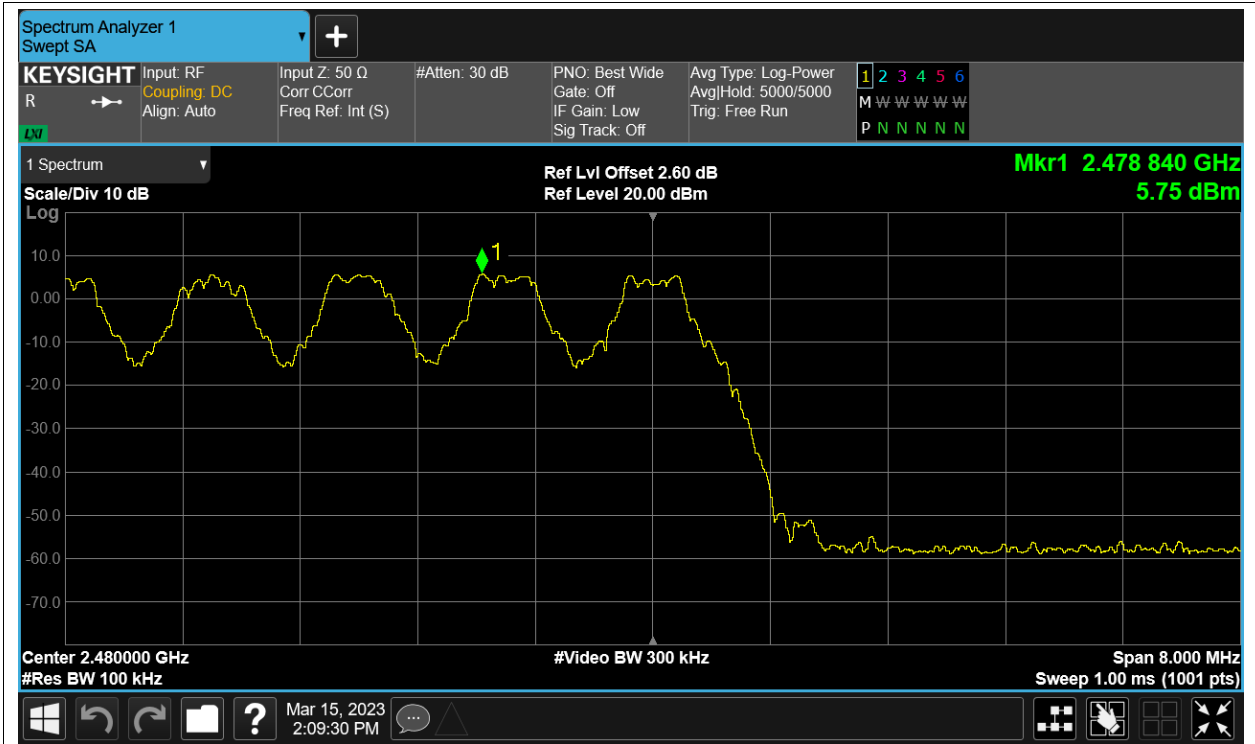 Spectrum Analyzer 1
Swept SA
KEYSIGHT
R
LXI
Input: RF
Coupling: DC
Align: Auto
Input Z: 50 Ω
Corr CCorr
Freq Ref: Int (S)
#Atten: 30 dB
PNO: Best Wide
Gate: Off
IF Gain: Low
Sig Track: Off
Avg Type: Log-Power
Avg|Hold: 5000/5000
Trig: Free Run
1 2 3 4 5 6
M W W W W W W
P N N N N N
1 Spectrum
Scale/Div 10 dB
Log
Ref Lvl Offset 2.60 dB
Ref Level 20.00 dBm
Mkr1 2.478 840 GHz
5.75 dBm
1
10.0
0.00
-10.0
-20.0
-30.0
-40.0
-50.0
-60.0
-70.0
Center 2.480000 GHz
#Res BW 100 kHz
#Video BW 300 kHz
Span 8.000 MHz
Sweep 1.00 ms (1001 pts)
?
Mar 15, 2023
2:09:30 PM